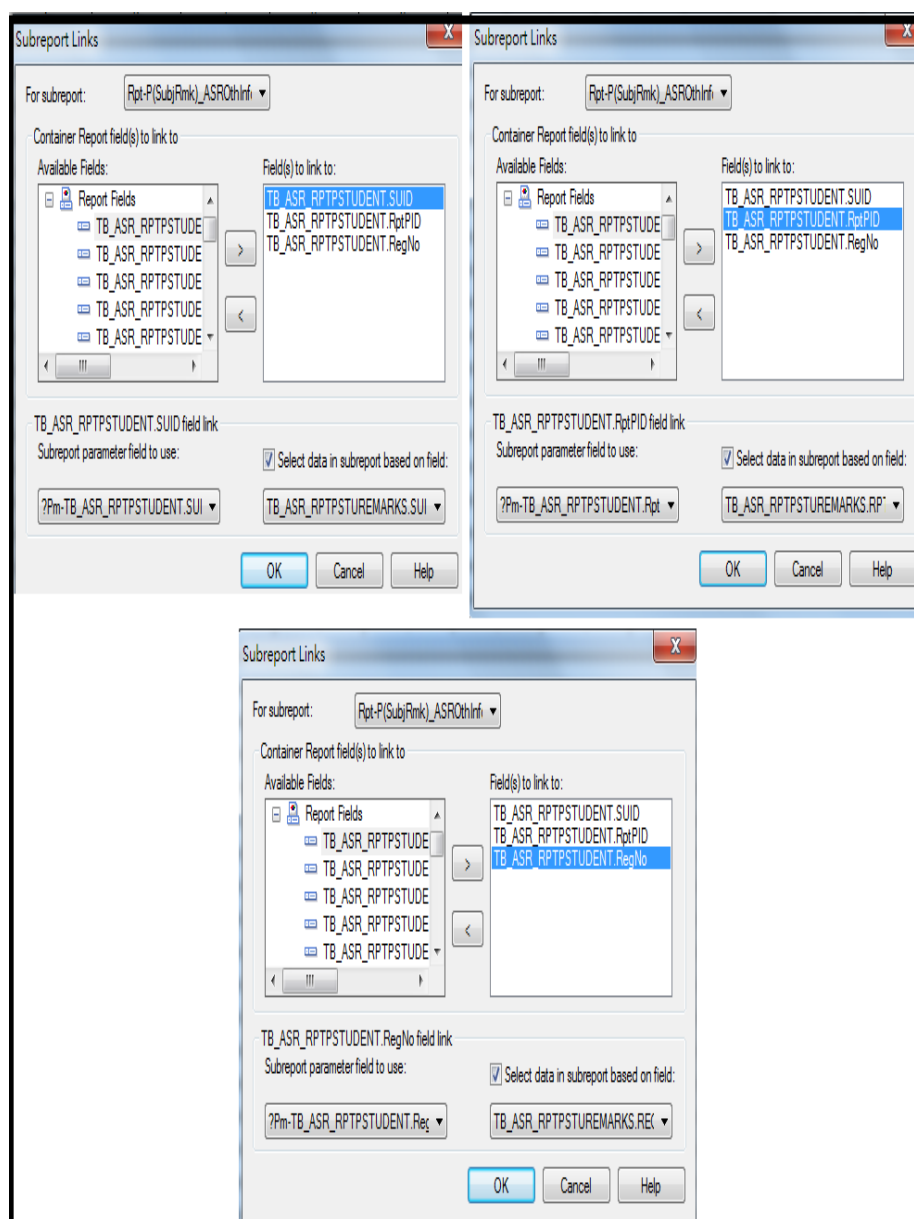 Subreport Links
X
For subreport:
Rpt-P(SubjRmk)_ASROthInf
Container Report field(s) to link to
Available Fields:
Field(s) to link to:
Report Fields
TB_ASR_RPTPSTUDE
TB_ASR_RPTPSTUDE
TB_ASR_RPTPSTUDE
TB_ASR_RPTPSTUDE
TB_ASR_RPTPSTUDE
>
<
TB_ASR_RPTPSTUDENT.SUID
TB_ASR_RPTPSTUDENT.RptPID
TB_ASR_RPTPSTUDENT.RegNo
TB_ASR_RPTPSTUDENT.SUID field link
Subreport parameter field to use:
Select data in subreport based on field:
?Pm-TB_ASR_RPTPSTUDENT.SUI
TB_ASR_RPTPSTUREMARKS.SUI
OK Cancel Help
Subreport Links
X
For subreport:
Rpt-P(SubjRmk)_ASROthInf
Container Report field(s) to link to
Available Fields:
Field(s) to link to:
Report Fields
TB_ASR_RPTPSTUDE
TB_ASR_RPTPSTUDE
TB_ASR_RPTPSTUDE
TB_ASR_RPTPSTUDE
TB_ASR_RPTPSTUDE
>
<
TB_ASR_RPTPSTUDENT.SUID
TB_ASR_RPTPSTUDENT.RptPID
TB_ASR_RPTPSTUDENT.RegNo
TB_ASR_RPTPSTUDENT.RptPID field link
Subreport parameter field to use:
Select data in subreport based on field:
?Pm-TB_ASR_RPTPSTUDENT.Rpt
TB_ASR_RPTPSTUREMARKS.RPT
OK Cancel Help
Subreport Links
X
For subreport:
Rpt-P(SubjRmk)_ASROthInf
Container Report field(s) to link to
Available Fields:
Field(s) to link to:
Report Fields
TB_ASR_RPTPSTUDE
TB_ASR_RPTPSTUDE
TB_ASR_RPTPSTUDE
TB_ASR_RPTPSTUDE
TB_ASR_RPTPSTUDE
>
<
TB_ASR_RPTPSTUDENT.SUID
TB_ASR_RPTPSTUDENT.RptPID
TB_ASR_RPTPSTUDENT.RegNo
TB_ASR_RPTPSTUDENT.RegNo field link
Subreport parameter field to use:
Select data in subreport based on field:
?Pm-TB_ASR_RPTPSTUDENT.Reg
TB_ASR_RPTPSTUREMARKS.REG
OK Cancel Help